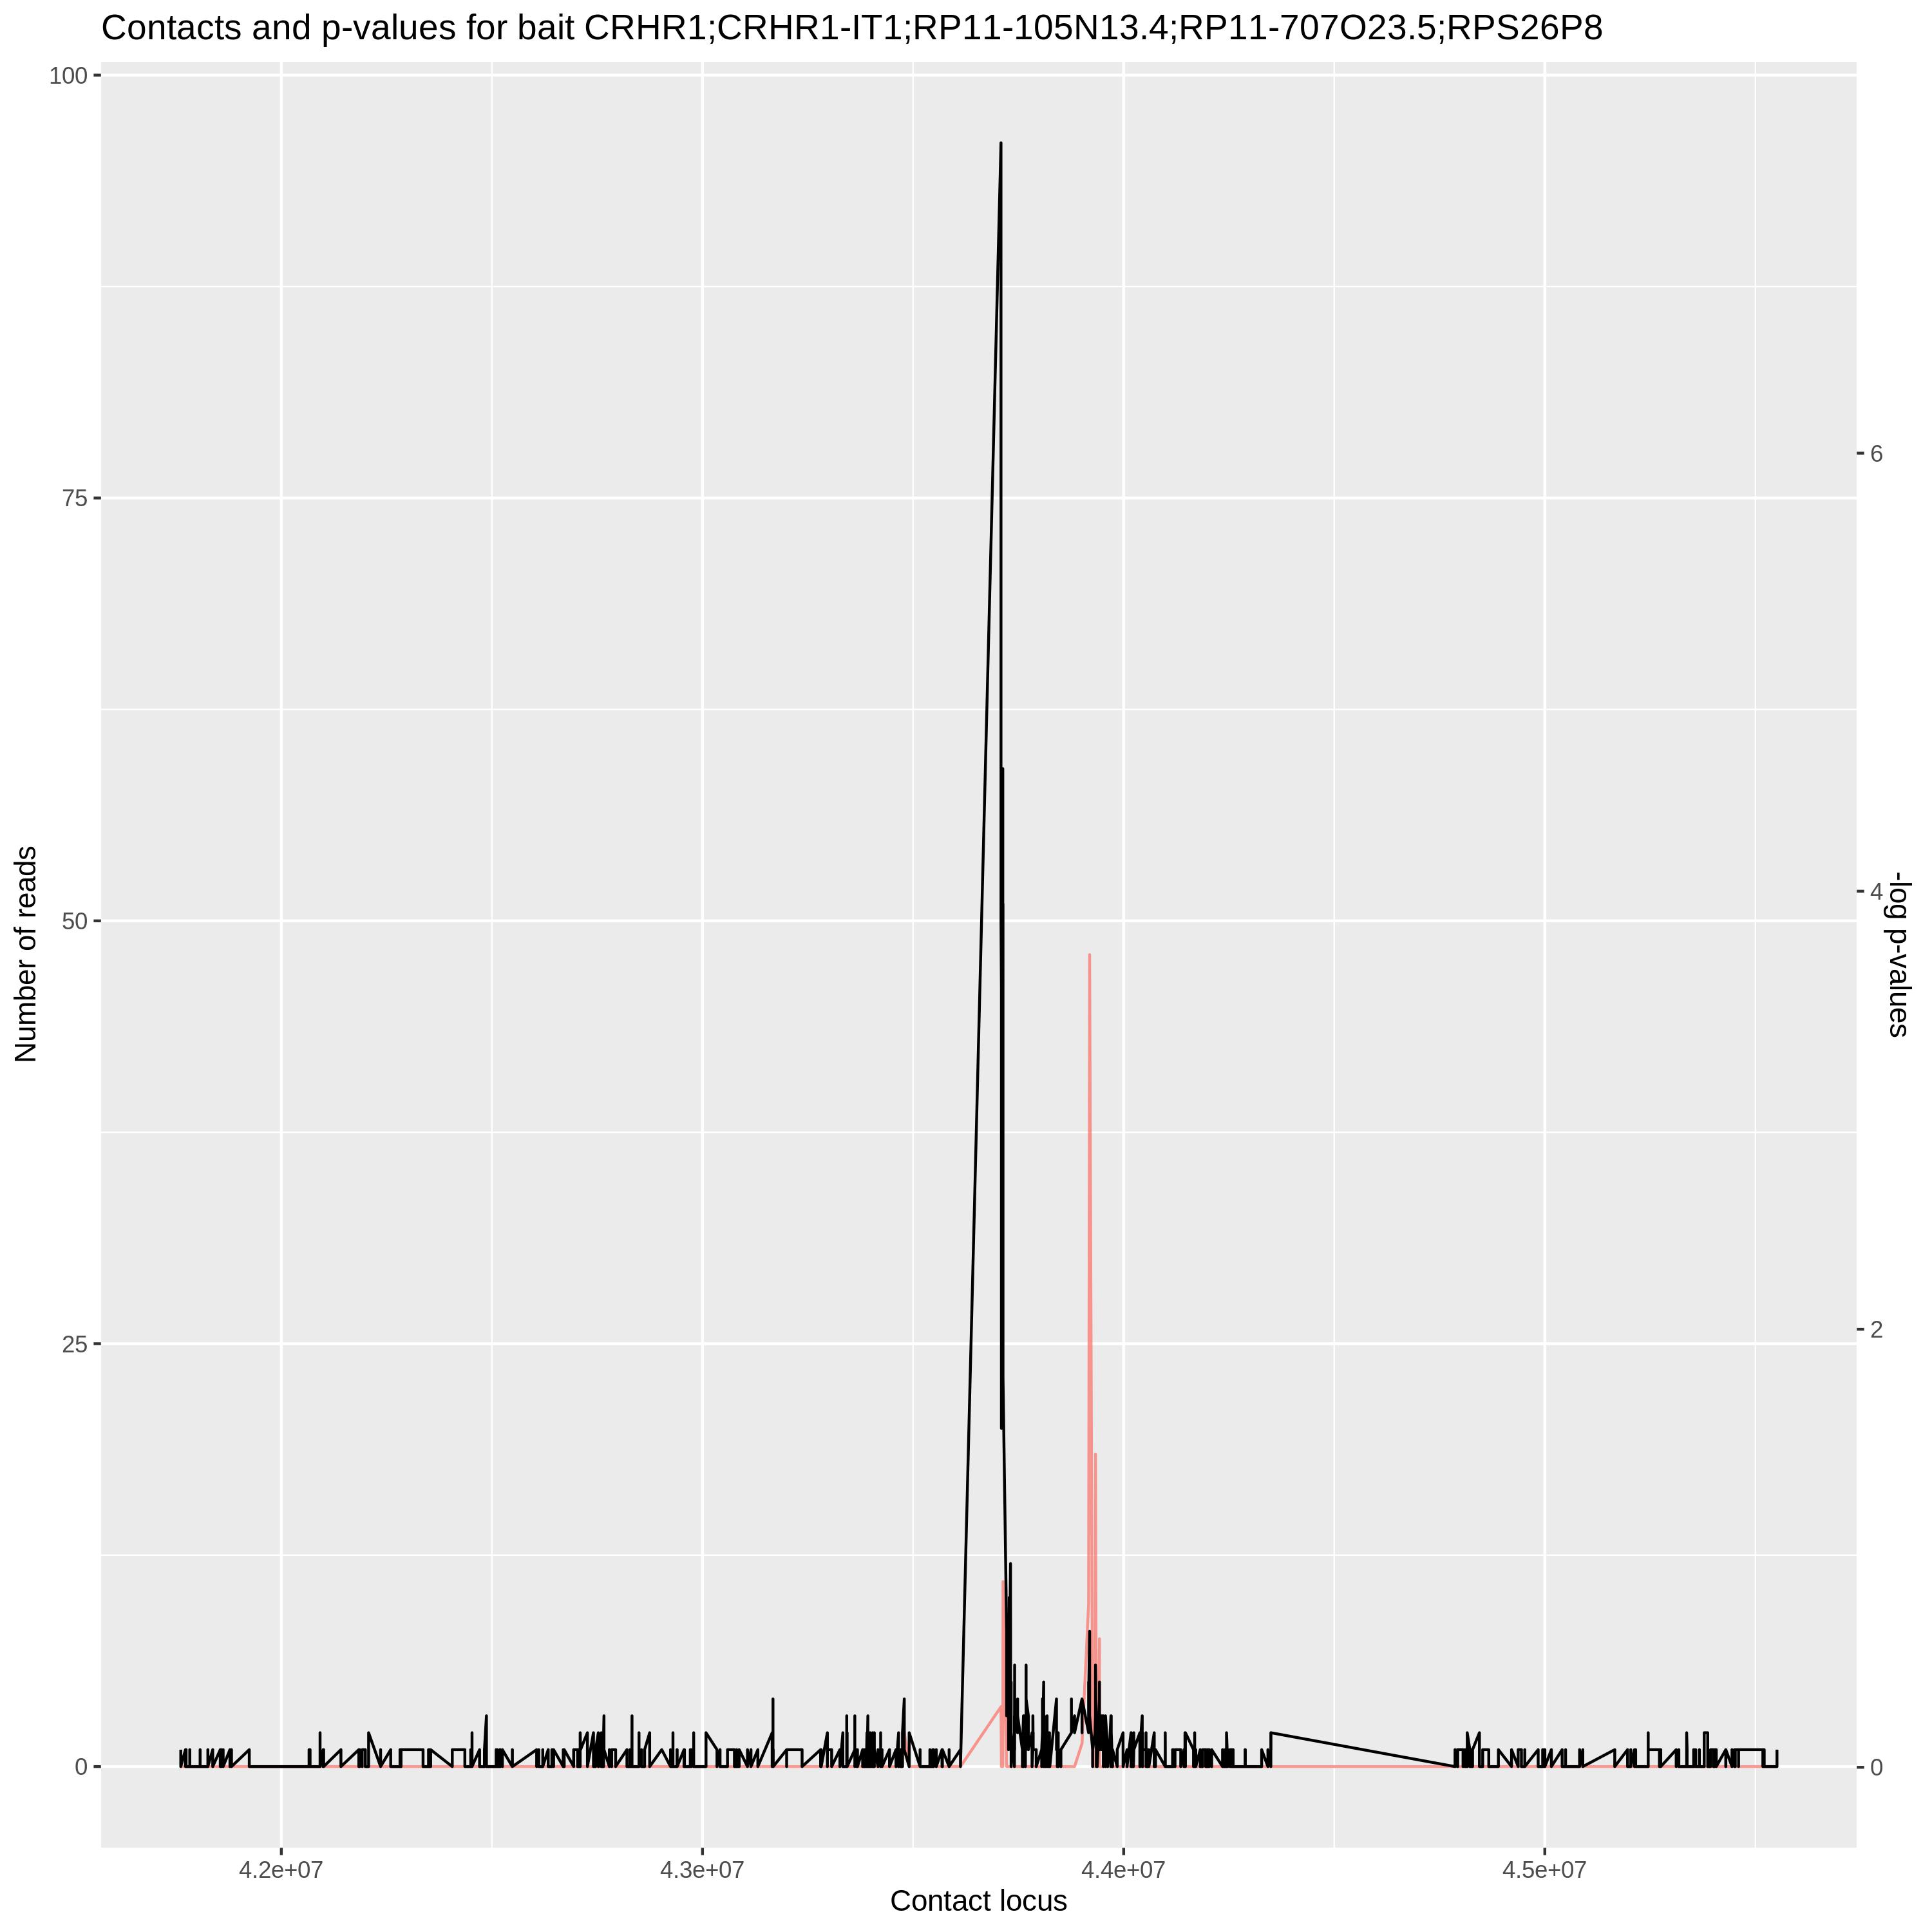 Contacts and p-values for bait CRHR1;CRHR1-IT1;RP11-105N13.4;RP11-707O23.5;RPS26P8
100
75
50
25
0
Number of reads
6
4
2
0
-log p-values
4.2e+07
4.3e+07
4.4e+07
4.5e+07
Contact locus